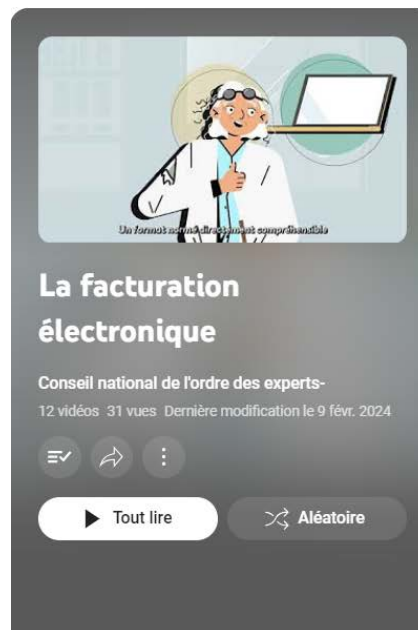 Un format normé directement compréhensible
La facturation
électronique
Conseil national de l'ordre des experts-
12 vidéos 31 vues Dernière modification le 9 févr. 2024
Tout lire
Aléatoire